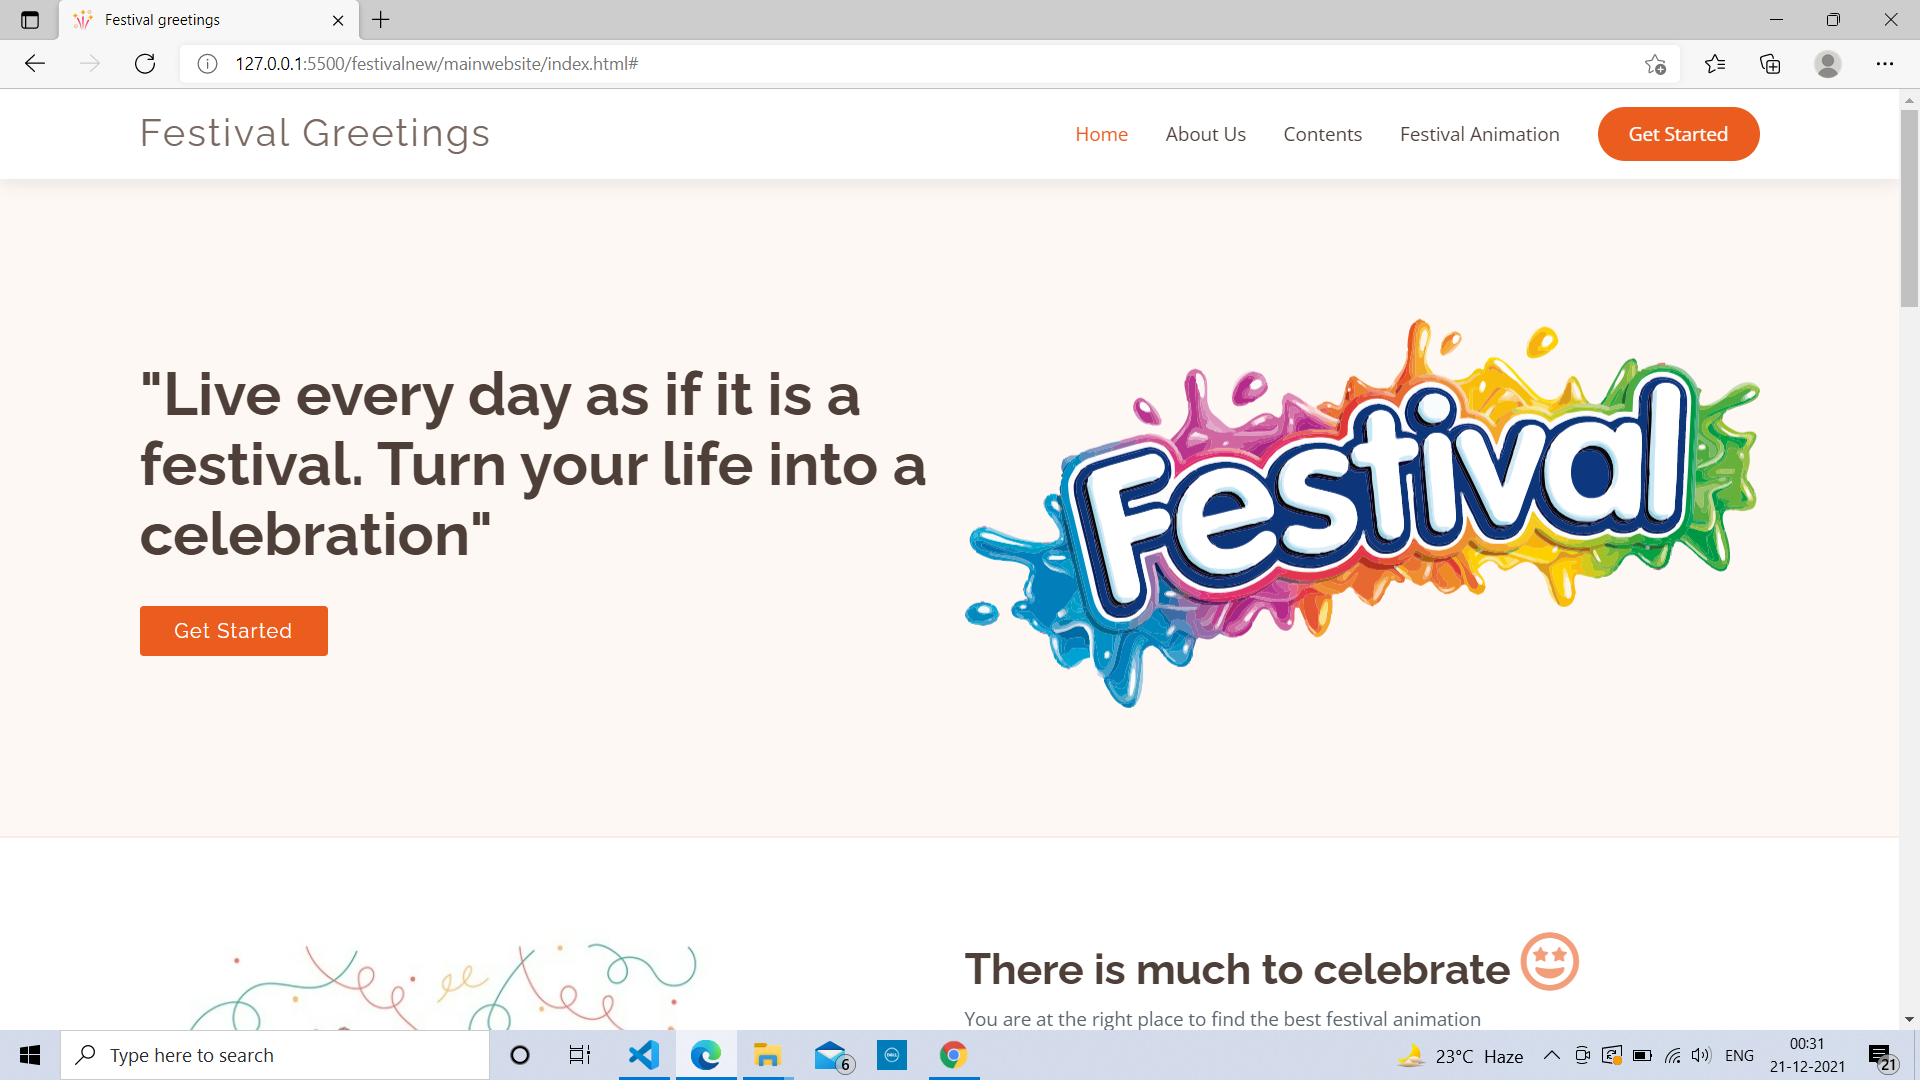 Festival greetings
127.0.0.1:5500/festivalnew/mainwebsite/index.html#
Festival Greetings
Home About Us Contents Festival Animation Get Started
"Live every day as if it is a
festival. Turn your life into a
celebration"
Get Started
Festival
There is much to celebrate
You are at the right place to find the best festival animation
Type here to search
6
DELL
23°C Haze
ENG
00:31
21-12-2021
21